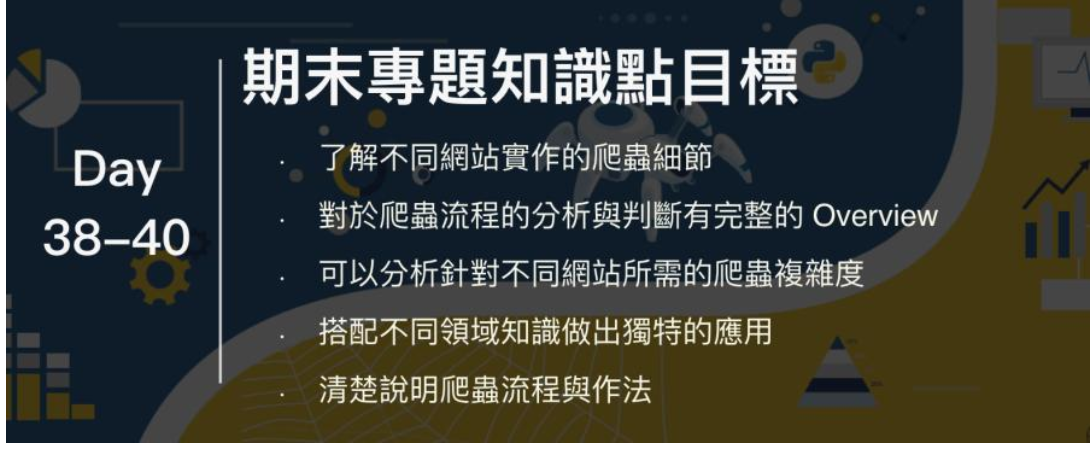 期末專題知識點目標
Day
38–40
· 了解不同網站實作的爬蟲細節
· 對於爬蟲流程的分析與判斷有完整的 Overview
· 可以分析針對不同網站所需的爬蟲複雜度
· 搭配不同領域知識做出獨特的應用
· 清楚說明爬蟲流程與作法